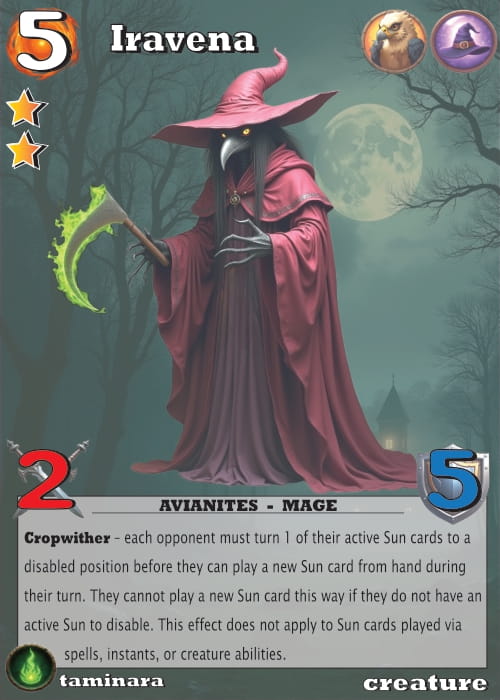 5
Iravena
2
5
AVIANITES - MAGE
Cropwither – each opponent must turn 1 of their active Sun cards to a
disabled position before they can play a new Sun card from hand during
their turn. They cannot play a new Sun card this way if they do not have an
active Sun to disable. This effect does not apply to Sun cards played via
spells, instants, or creature abilities.
taminara
creature